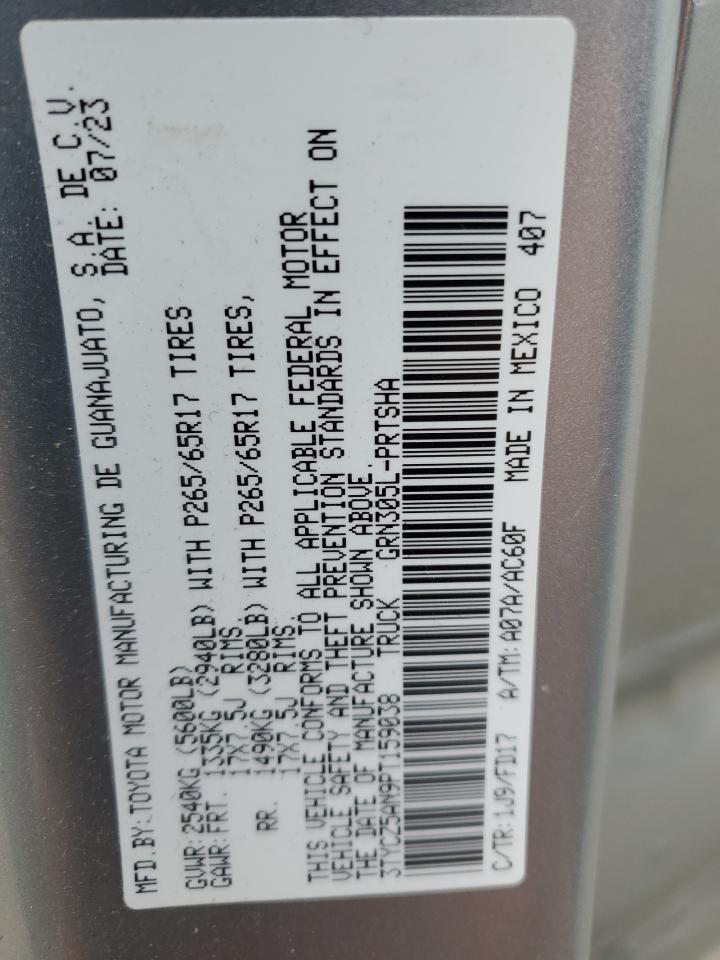 MFD.BY:TOYOTA MOTOR MANUFACTURING DE GUANAJUATO, S.A. DE C.V.
DATE: 07/23
GVWR:2540KG (5600LB)
GAWR:FRT. 1335KG (2940LB) WITH P265/65R17 TIRES
17X7.5J RIMS.
RR. 1490KG (3280LB) WITH P265/65R17 TIRES,
17X7.5J RIMS.
THIS VEHICLE CONFORMS TO ALL APPLICABLE FEDERAL MOTOR
VEHICLE SAFETY AND THEFT PREVENTION STANDARDS IN EFFECT ON
THE DATE OF MANUFACTURE SHOWN ABOVE.
3TYCZ5AN9PT159038 TRUCK GRN305L-PRTSHA
C/TR:1J9/FD17 A/TM:A07A/AC60F MADE IN MEXICO 407